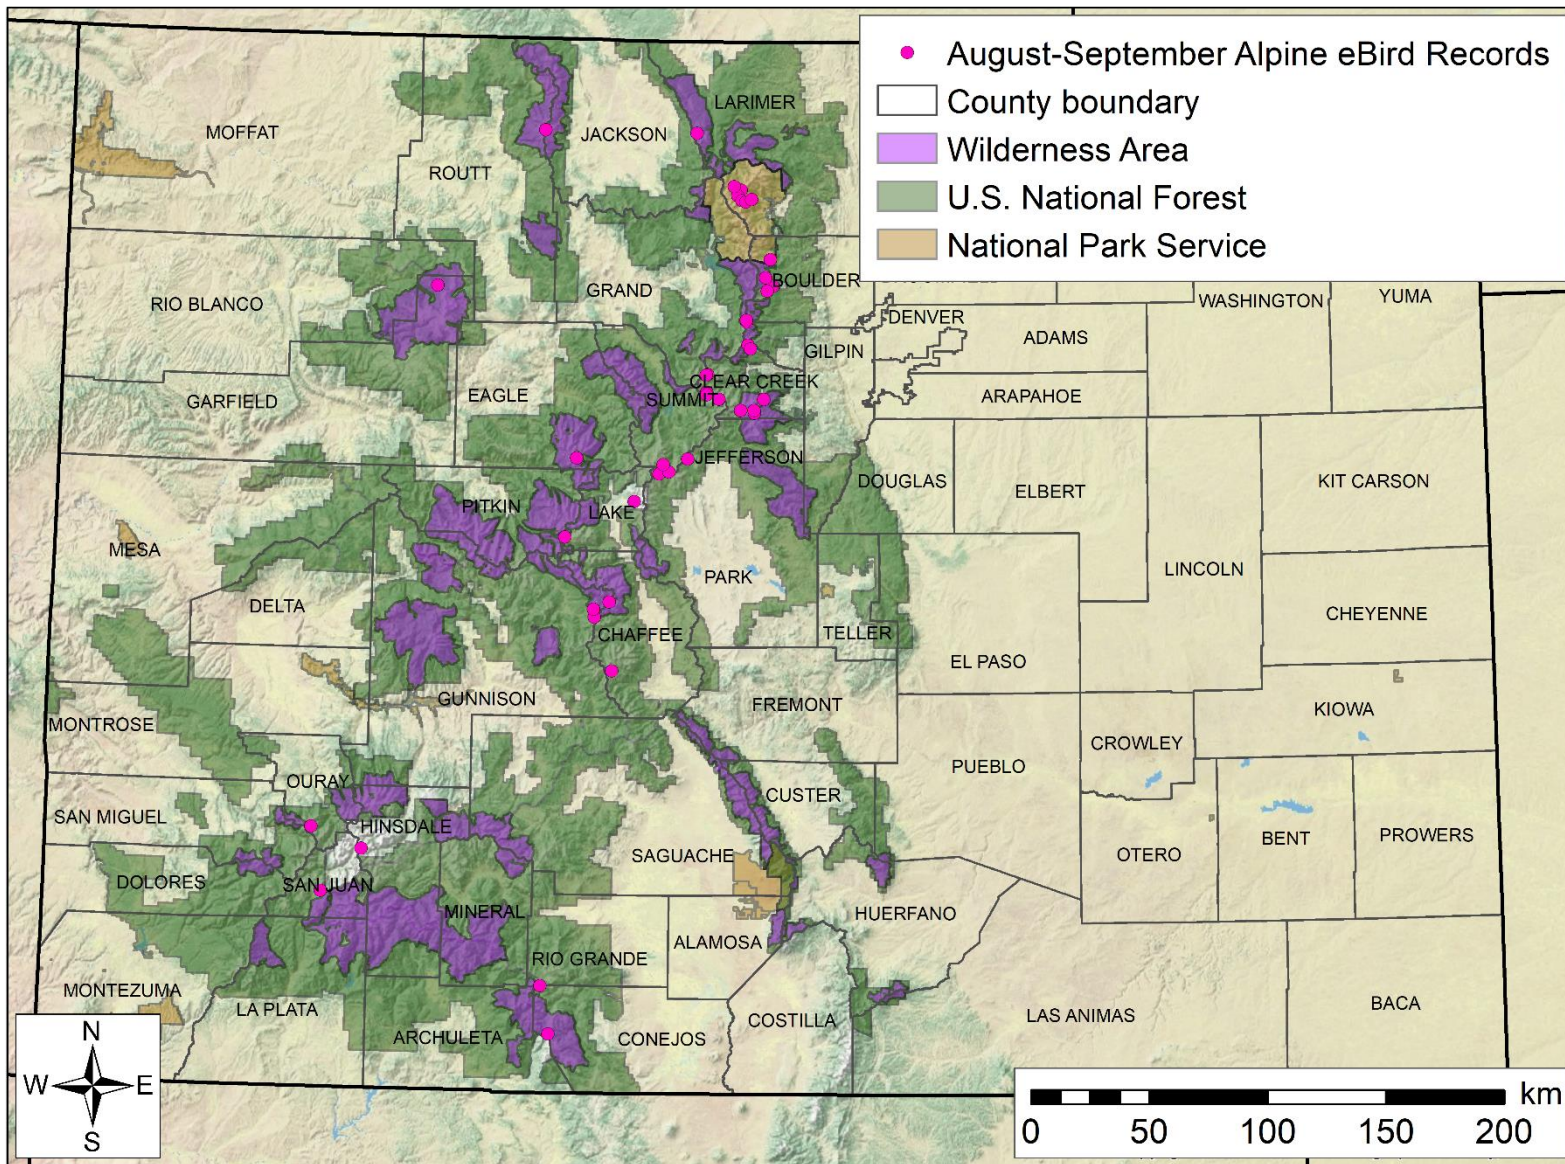 August-September Alpine eBird Records
County boundary
Wilderness Area
U.S. National Forest
National Park Service
LARIMER
MOFFAT
JACKSON
ROUTT
BOULDER
GRAND
RIO BLANCO
WASHINGTON
YUMA
DENVER
ADAMS
GILPIN
CLEAR CREEK
EAGLE
SUMMIT
ARAPAHOE
GARFIELD
JEFFERSON
DOUGLAS
ELBERT
KIT CARSON
PITKIN
LAKE
MESA
PARK
LINCOLN
DELTA
CHEYENNE
CHAFFEE
TELLER
EL PASO
GUNNISON
FREMONT
KIOWA
MONTROSE
CROWLEY
PUEBLO
OURAY
CUSTER
SAN MIGUEL
HINSDALE
BENT
PROWERS
SAGUACHE
OTERO
DOLORES
SAN JUAN
MINERAL
HUERFANO
ALAMOSA
RIO GRANDE
MONTEZUMA
LA PLATA
BACA
LAS ANIMAS
COSTILLA
ARCHULETA
CONEJOS
N
W E
S
km
0 50 100 150 200